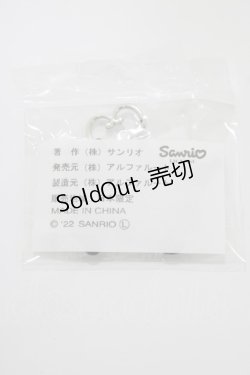 著 作 (株) サンリオ
Sanrio
発売元 (株) アルファル
製造元 (株)
SoldOut 売切
MADE IN CHINA
© '22 SANRIO Ⓛ